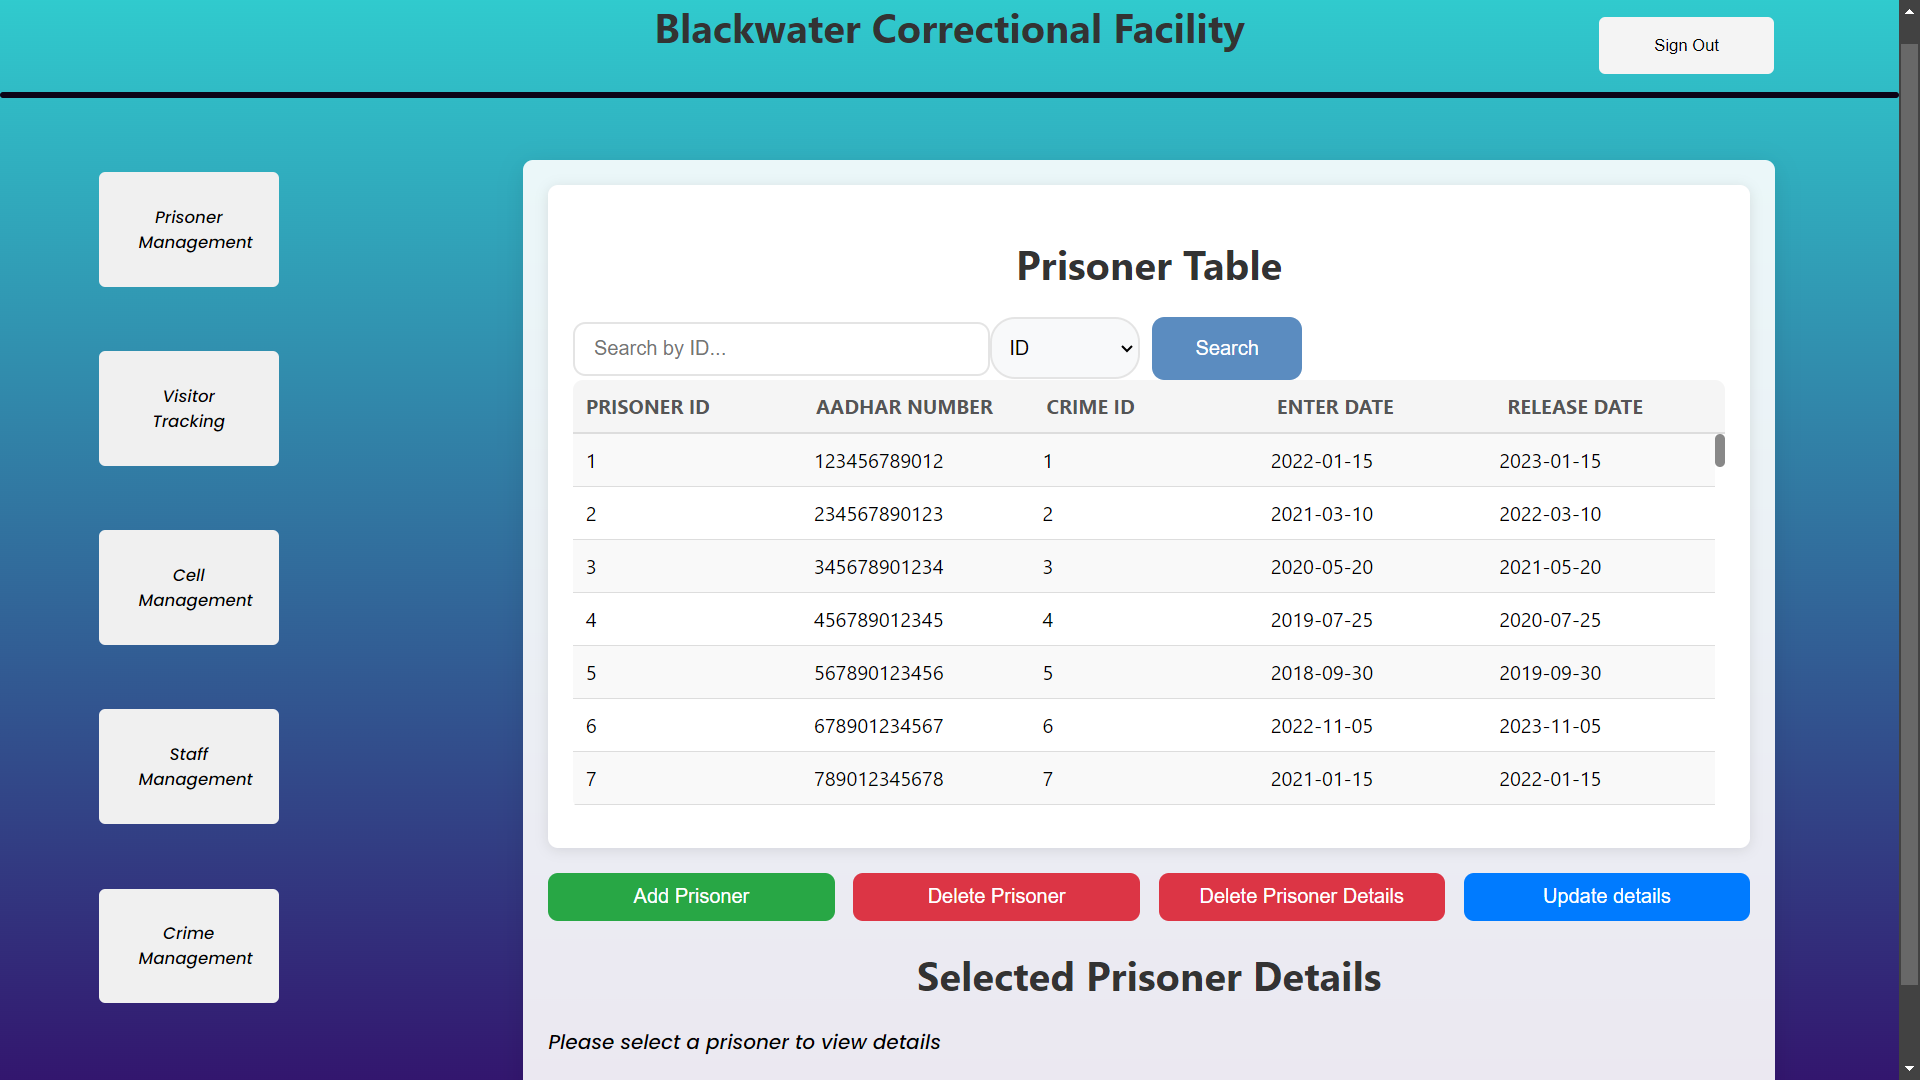 Blackwater Correctional Facility
Sign Out
Prisoner
Management
Visitor
Tracking
Cell
Management
Staff
Management
Crime
Management
Prisoner Table
Search by ID...
ID
Search
PRISONER ID AADHAR NUMBER CRIME ID ENTER DATE RELEASE DATE
1 123456789012 1 2022-01-15 2023-01-15
2 234567890123 2 2021-03-10 2022-03-10
3 345678901234 3 2020-05-20 2021-05-20
4 456789012345 4 2019-07-25 2020-07-25
5 567890123456 5 2018-09-30 2019-09-30
6 678901234567 6 2022-11-05 2023-11-05
7 789012345678 7 2021-01-15 2022-01-15
Add Prisoner
Delete Prisoner
Delete Prisoner Details
Update details
Selected Prisoner Details
Please select a prisoner to view details